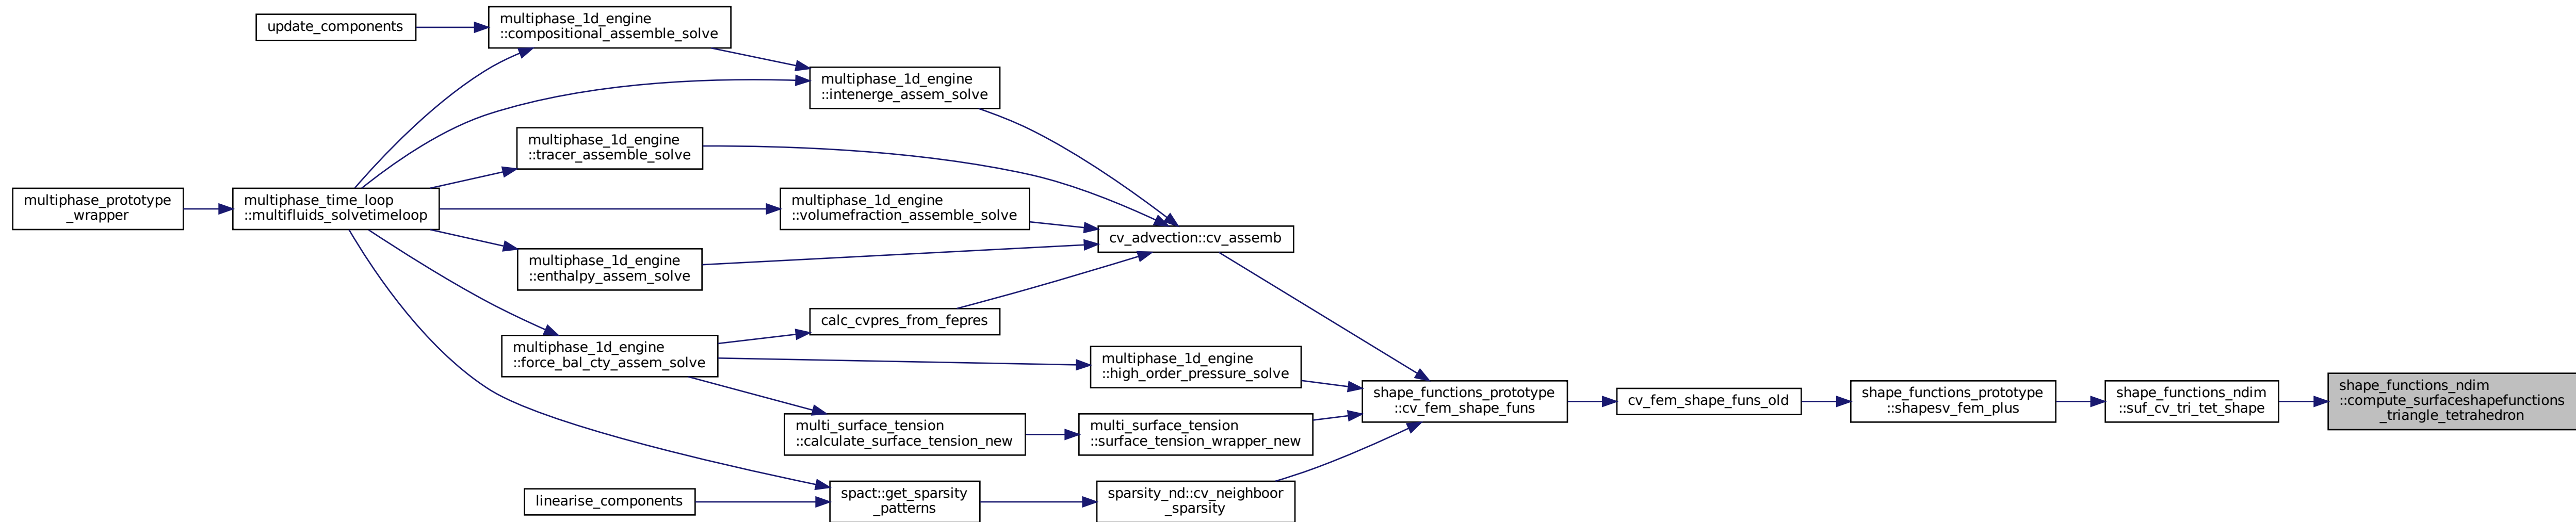 update_components
multiphase_1d_engine
::compositional_assemble_solve
multiphase_1d_engine
::intenerge_assem_solve
multiphase_1d_engine
::tracer_assemble_solve
multiphase_prototype
_wrapper
multiphase_time_loop
::multifluids_solvetimeloop
multiphase_1d_engine
::volumefraction_assemble_solve
cv_advection::cv_assemb
multiphase_1d_engine
::enthalpy_assem_solve
calc_cvpres_from_fepres
multiphase_1d_engine
::force_bal_cty_assem_solve
multiphase_1d_engine
::high_order_pressure_solve
shape_functions_prototype
::cv_fem_shape_funs
cv_fem_shape_funs_old
shape_functions_prototype
::shapesv_fem_plus
shape_functions_ndim
::suf_cv_tri_tet_shape
shape_functions_ndim
::compute_surfaceshapefunctions
_triangle_tetrahedron
multi_surface_tension
::calculate_surface_tension_new
multi_surface_tension
::surface_tension_wrapper_new
linearise_components
spact::get_sparsity
_patterns
sparsity_nd::cv_neighboor
_sparsity